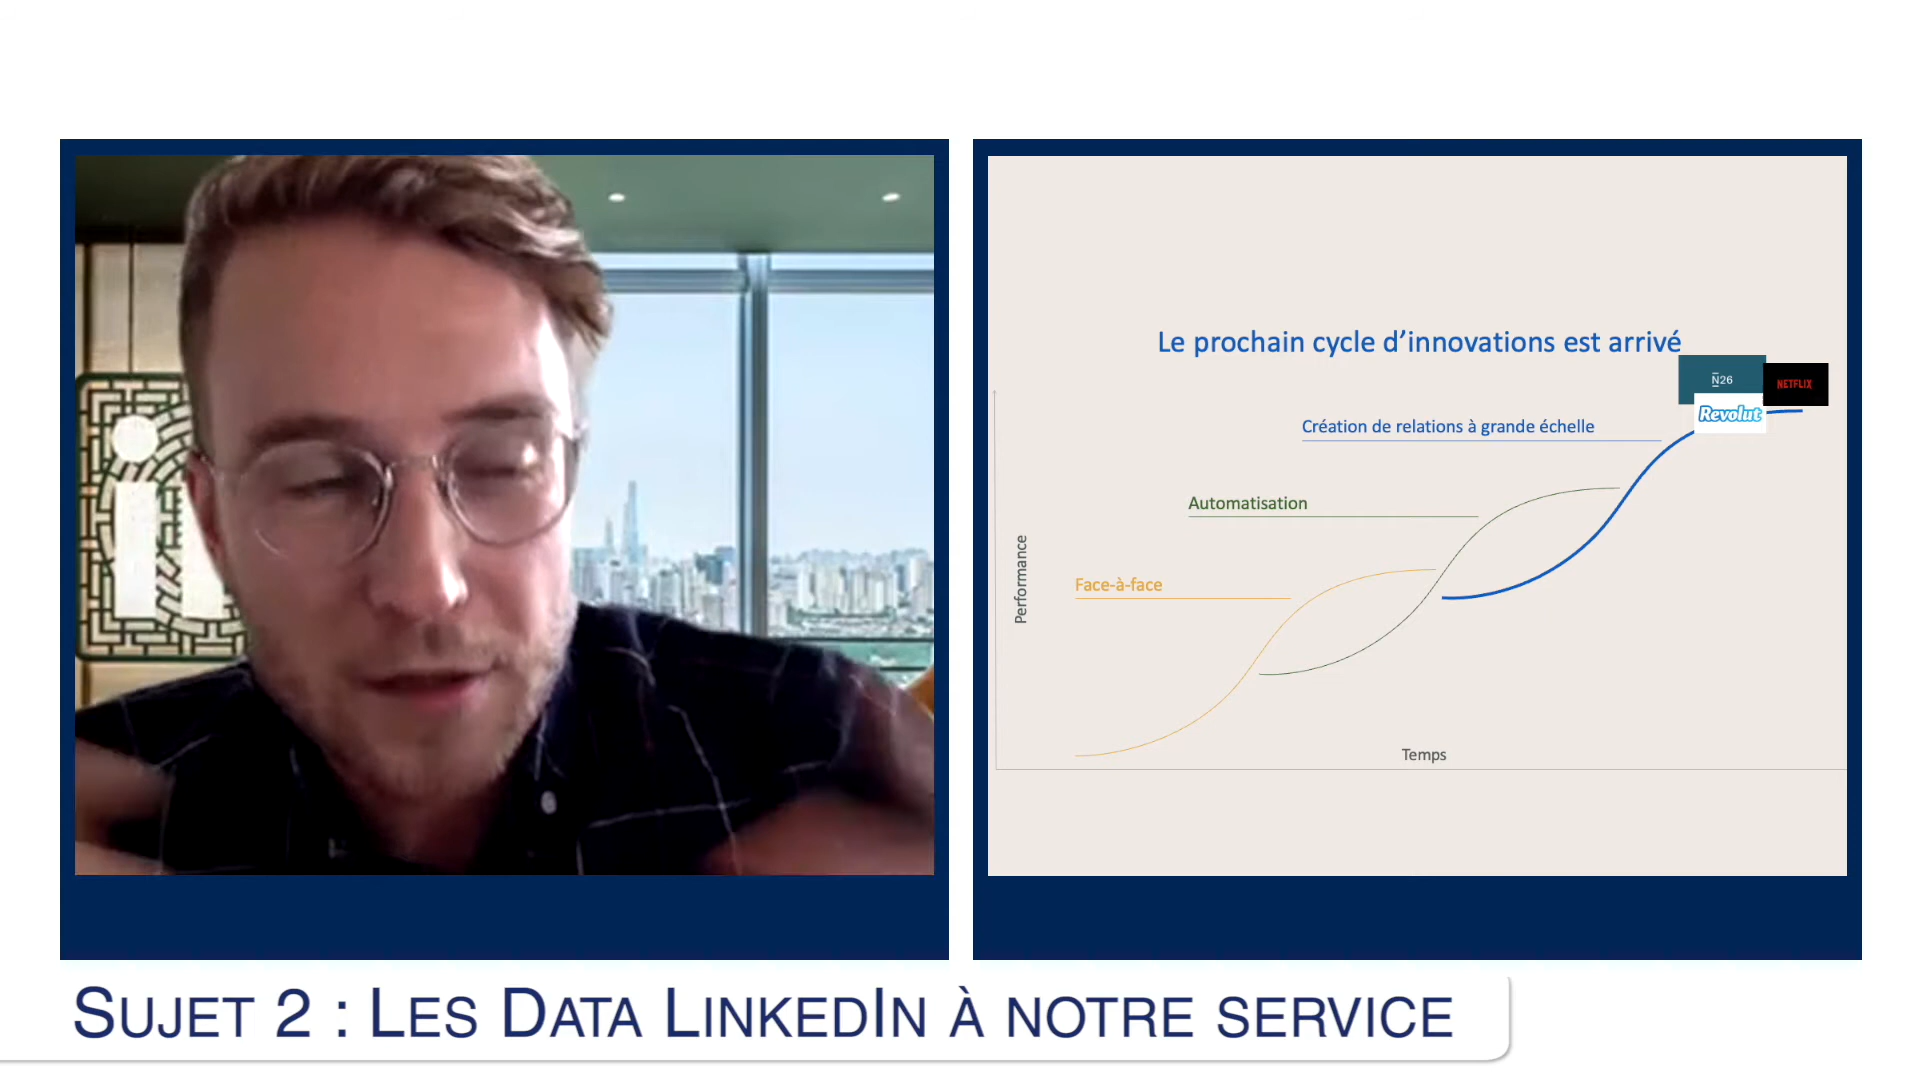 Le prochain cycle d'innovations est arrivé
N26
NETFLIX
Revolut
Création de relations à grande échelle
Automatisation
Face-à-face
Performance
Temps
in
SUJET 2 : LES DATA LINKEDIN À NOTRE SERVICE